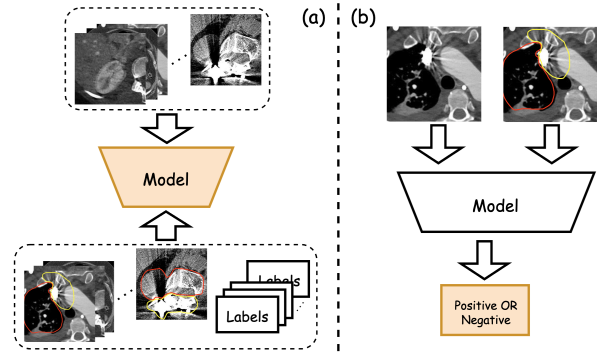 (a)
Model
Labels
Labels
(b)
Model
Positive OR
Negative